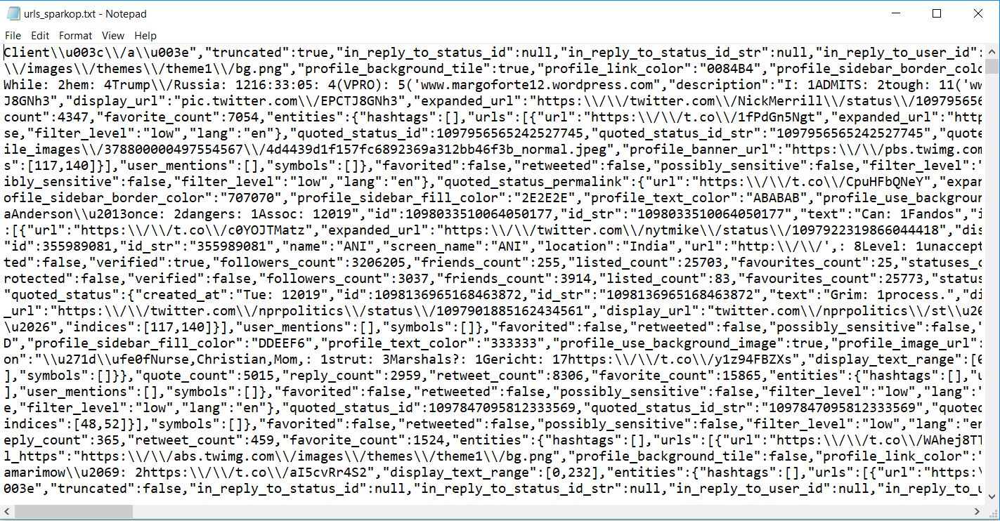 urls_sparkop.txt - Notepad
File Edit Format View Help
Client\\u003c\\/a\\u003e","truncated":true,"in_reply_to_status_id":null,"in_reply_to_status_id_str":null,"in_reply_to_user_id":
\\/images\\/themes\\/theme1\\/bg.png","profile_background_tile":true,"profile_link_color":"0084B4","profile_sidebar_border_colo
While: 2hem: 4Trump\\/Russia: 1216:33:05: 4(VPRO): 5('www.margoforte12.wordpress.com","description":"I: 1ADMITS: 2tough: 11('ww
J8GNh3","display_url":"pic.twitter.com\\/EPCTJ8GNh3","expanded_url":"https:\\/\\/twitter.com\\/NickMerrill\\/status\\/109795656
count":4347,"favorite_count":7054,"entities":{"hashtags":[],"urls":[{"url":"https:\\/\\/t.co\\/1fPdGn5Ngt","expanded_url":"http
se,"filter_level":"low","lang":"en"},"quoted_status_id":1097956565242527745,"quoted_status_id_str":"1097956565242527745","quote
ile_images\\/378800000497554567\\/4d4439d1f157fc6892369a312bb46f3b_normal.jpeg","profile_banner_url":"https:\\/\\/pbs.twimg.com
s":[117,140]}],"user_mentions":[],"symbols":[]},"favorited":false,"retweeted":false,"possibly_sensitive":false,"filter_level":"
ibly_sensitive":false,"filter_level":"low","lang":"en"},"quoted_status_permalink":{"url":"https:\\/\\/t.co\\/CpuHFbQNeY","expan
ofile_sidebar_border_color":"707070","profile_sidebar_fill_color":"2E2E2E","profile_text_color":"ABABAB","profile_use_backgroun
aAnderson\\u2013once: 2dangers: 1Assoc: 12019","id":1098033510064050177,"id_str":"1098033510064050177","text":"Can: 1Fandos","i
:[{"url":"https:\\/\\/t.co\\/c0YOJTMatz","expanded_url":"https:\\/\\/twitter.com\\/nytmike\\/status\\/1097922319866044418","dis
"id":355989081,"id_str":"355989081","name":"ANI","screen_name":"ANI","location":"India","url":"http:\\/\\/',: 8Level: 1unaccept
ted":false,"verified":true,"followers_count":3206205,"friends_count":255,"listed_count":25703,"favourites_count":25,"statuses_c
rotected":false,"verified":false,"followers_count":3037,"friends_count":3914,"listed_count":83,"favourites_count":25773,"status
"quoted_status":{"created_at":"Tue: 12019","id":1098136965168463872,"id_str":"1098136965168463872","text":"Grim: 1process.","di
_url":"https:\\/\\/twitter.com\\/nprpolitics\\/status\\/1097901885162434561","display_url":"twitter.com\\/nprpolitics\\/st\\u20
\\u2026","indices":[117,140]}],"user_mentions":[],"symbols":[]},"favorited":false,"retweeted":false,"possibly_sensitive":false,"
D","profile_sidebar_fill_color":"DDEEF6","profile_text_color":"333333","profile_use_background_image":true,"profile_image_url":
on":"\\u271d\\ufe0fNurse,Christian,Mom,: 1strut: 3Marshals?: 1Gericht: 17https:\\/\\/t.co\\/y1z94FBZXs","display_text_range":[0
],"symbols":[]}},"quote_count":5015,"reply_count":2959,"retweet_count":8306,"favorite_count":15865,"entities":{"hashtags":[],"u
],"user_mentions":[],"symbols":[]},"favorited":false,"retweeted":false,"possibly_sensitive":false,"filter_level":"low","lang":"
e,"filter_level":"low","lang":"en"},"quoted_status_id":1097847095812333569,"quoted_status_id_str":"1097847095812333569","quoted
indices":[48,52]}],"symbols":[]},"favorited":false,"retweeted":false,"possibly_sensitive":false,"filter_level":"low","lang":"en
eply_count":365,"retweet_count":459,"favorite_count":1524,"entities":{"hashtags":[],"urls":[{"url":"https:\\/\\/t.co\\/WAhej8TT
l_https":"https:\\/\\/abs.twimg.com\\/images\\/themes\\/theme1\\/bg.png","profile_background_tile":false,"profile_link_color":"
amarimow\\u2069: 2https:\\/\\/t.co\\/aI5cvRr4S2","display_text_range":[0,232],"entities":{"hashtags":[],"urls":[{"url":"https:\
003e","truncated":false,"in_reply_to_status_id":null,"in_reply_to_status_id_str":null,"in_reply_to_user_id":null,"in_reply_to_u